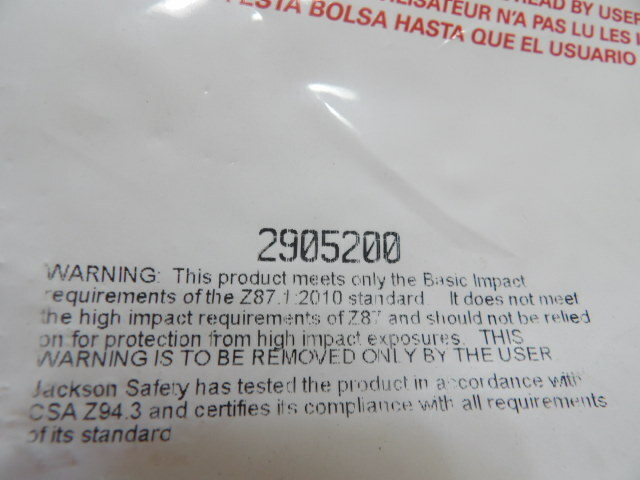 READ BY USER
UTILISATEUR N'A PAS LU LES
ESTA BOLSA HASTA QUE EL USUARIO
2905200
WARNING: This product meets only the Basic Impact
requirements of the Z87.1.2010 standard It does not meet
the high impact requirements of Z87 and should not be relied
on for protection from high impact exposures. THIS
WARNING IS TO BE REMOVED ONLY BY THE USER
Jackson Safety has tested the product in accordance with
CSA Z94.3 and certifies its compliance with all requirements
of its standard